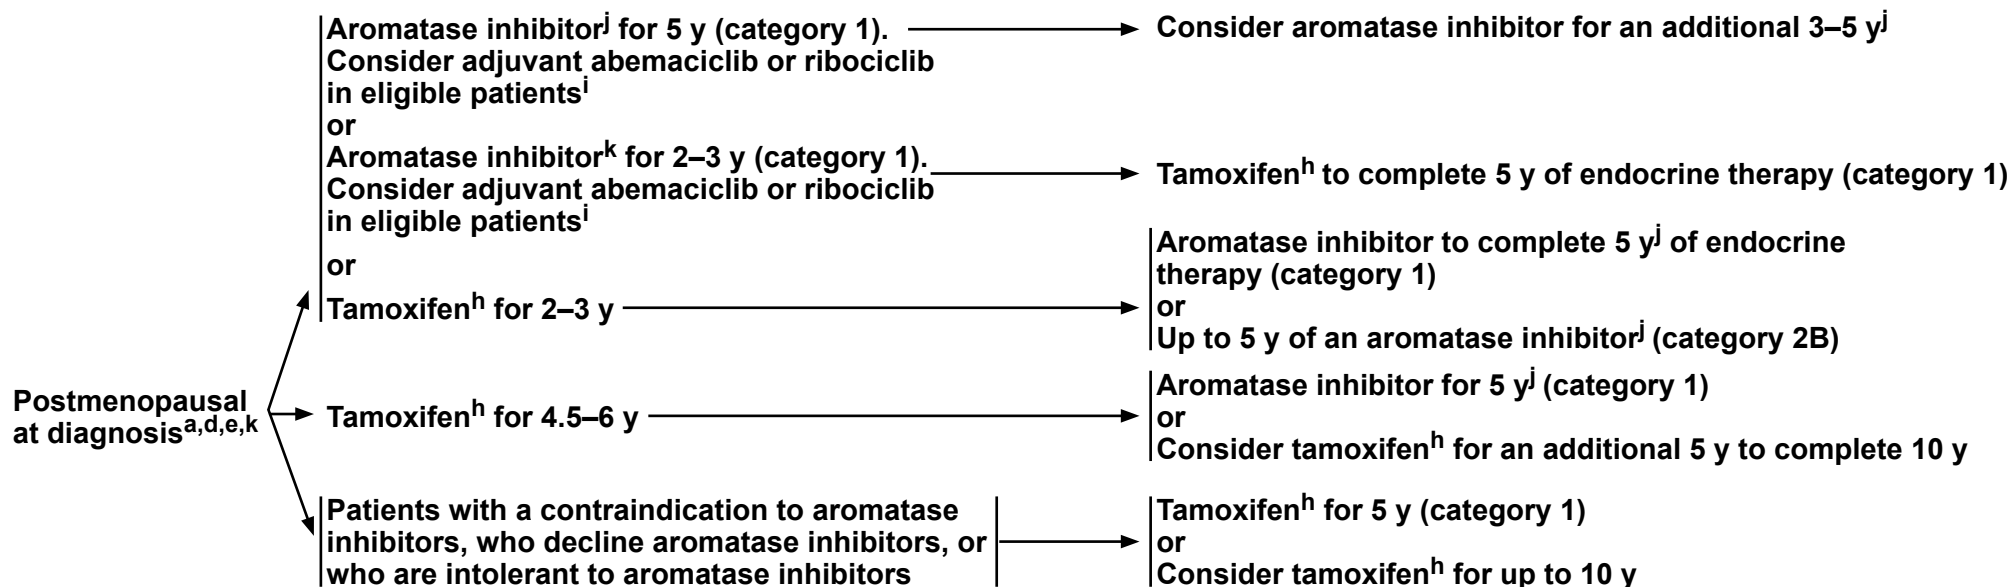 Postmenopausal
at diagnosisa,d,e,k
Aromatase inhibitorj for 5 y (category 1).
Consider adjuvant abemaciclib or ribociclib
in eligible patientsi
or
Aromatase inhibitork for 2–3 y (category 1).
Consider adjuvant abemaciclib or ribociclib
in eligible patientsi
or
Tamoxifenh for 2–3 y
Tamoxifenh for 4.5–6 y
Patients with a contraindication to aromatase
inhibitors, who decline aromatase inhibitors, or
who are intolerant to aromatase inhibitors
Consider aromatase inhibitor for an additional 3–5 yj
Tamoxifenh to complete 5 y of endocrine therapy (category 1)
Aromatase inhibitor to complete 5 yj of endocrine
therapy (category 1)
or
Up to 5 y of an aromatase inhibitorj (category 2B)
Aromatase inhibitor for 5 yj (category 1)
or
Consider tamoxifenh for an additional 5 y to complete 10 y
Tamoxifenh for 5 y (category 1)
or
Consider tamoxifenh for up to 10 y